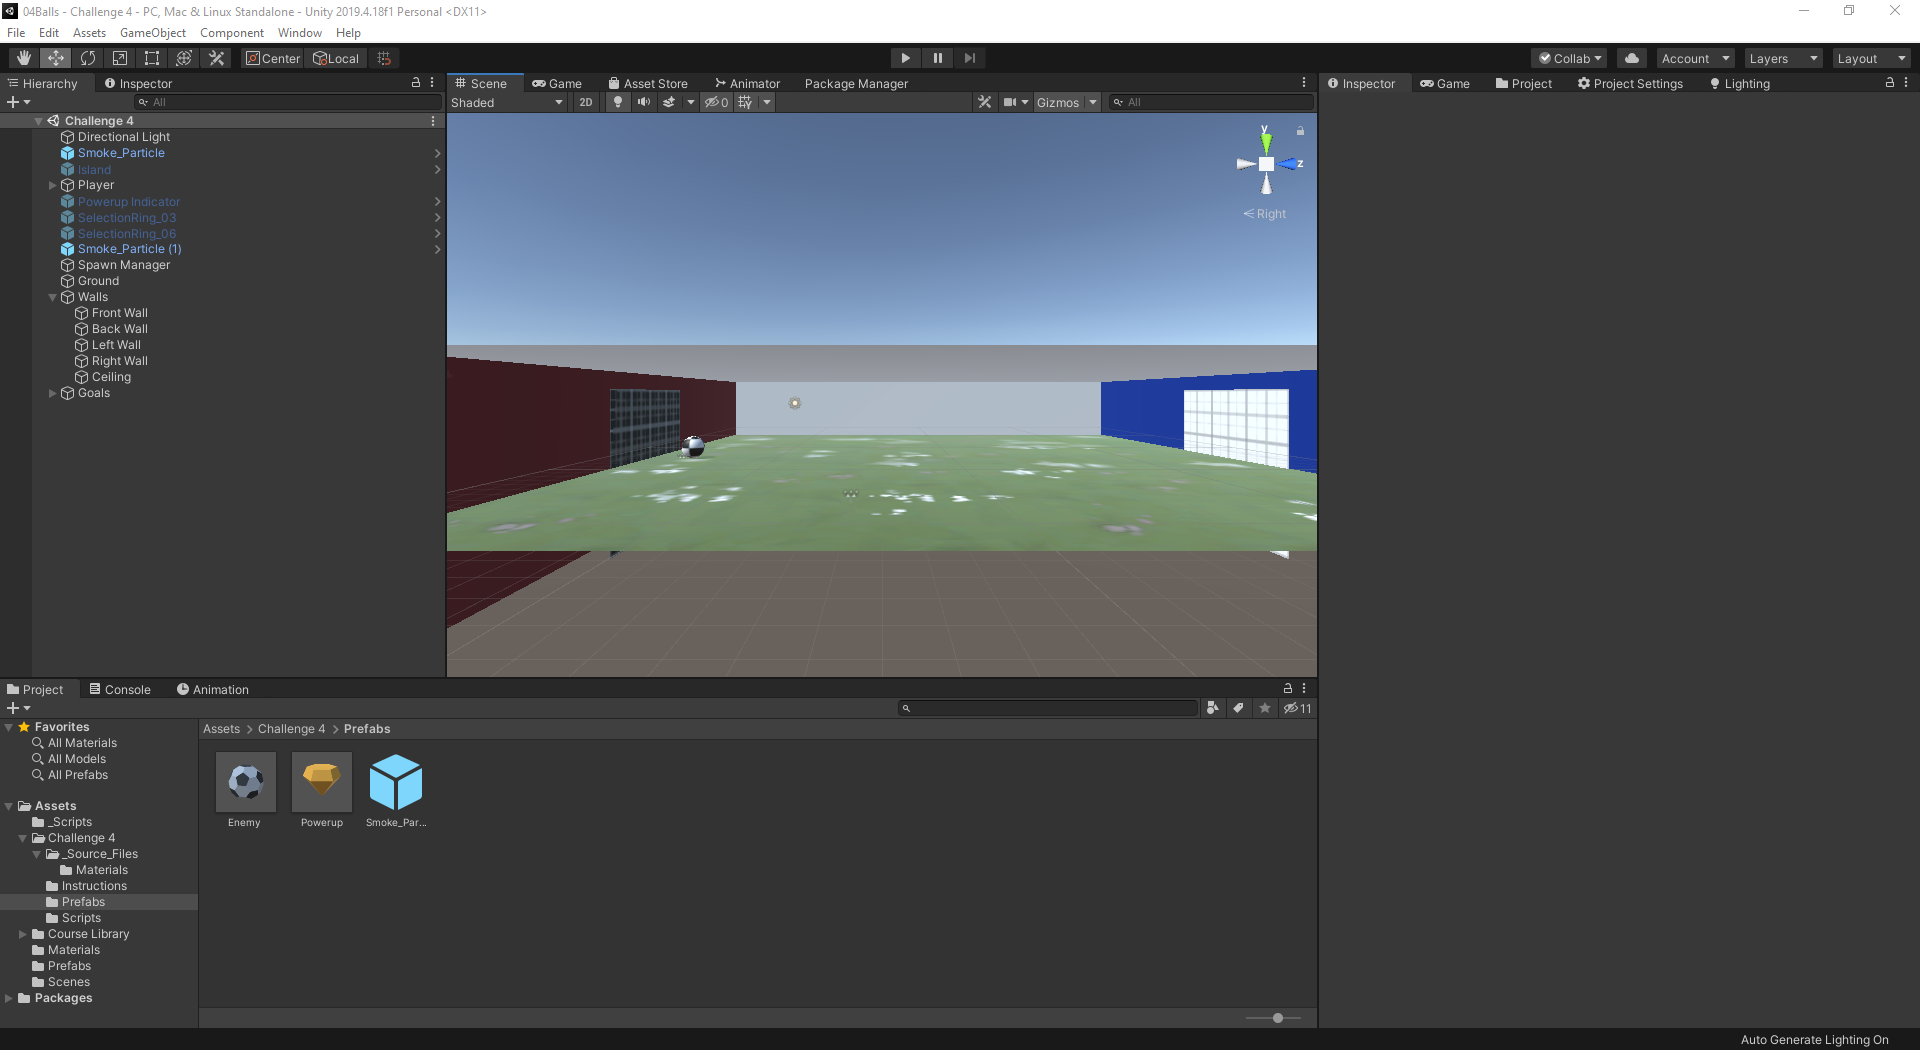 04Balls - Challenge 4 - PC, Mac & Linux Standalone - Unity 2019.4.18f1 Personal <DX11>
File Edit Assets GameObject Component Window Help
Center Local Collab Account Layers Layout
Hierarchy Inspector
All
Challenge 4
Directional Light
Smoke_Particle
Island
Player
Powerup Indicator
SelectionRing_03
SelectionRing_06
Smoke_Particle (1)
Spawn Manager
Ground
Walls
Front Wall
Back Wall
Left Wall
Right Wall
Ceiling
Goals
Scene Game Asset Store Animator Package Manager
Shaded 2D 0 Gizmos All
y
z
Right
Inspector Game Project Project Settings Lighting
Project Console Animation
11
Favorites
All Materials
All Models
All Prefabs
Assets
_Scripts
Challenge 4
_Source_Files
Materials
Instructions
Prefabs
Scripts
Course Library
Materials
Prefabs
Scenes
Packages
Assets > Challenge 4 > Prefabs
Enemy Powerup Smoke_Par...
Auto Generate Lighting On